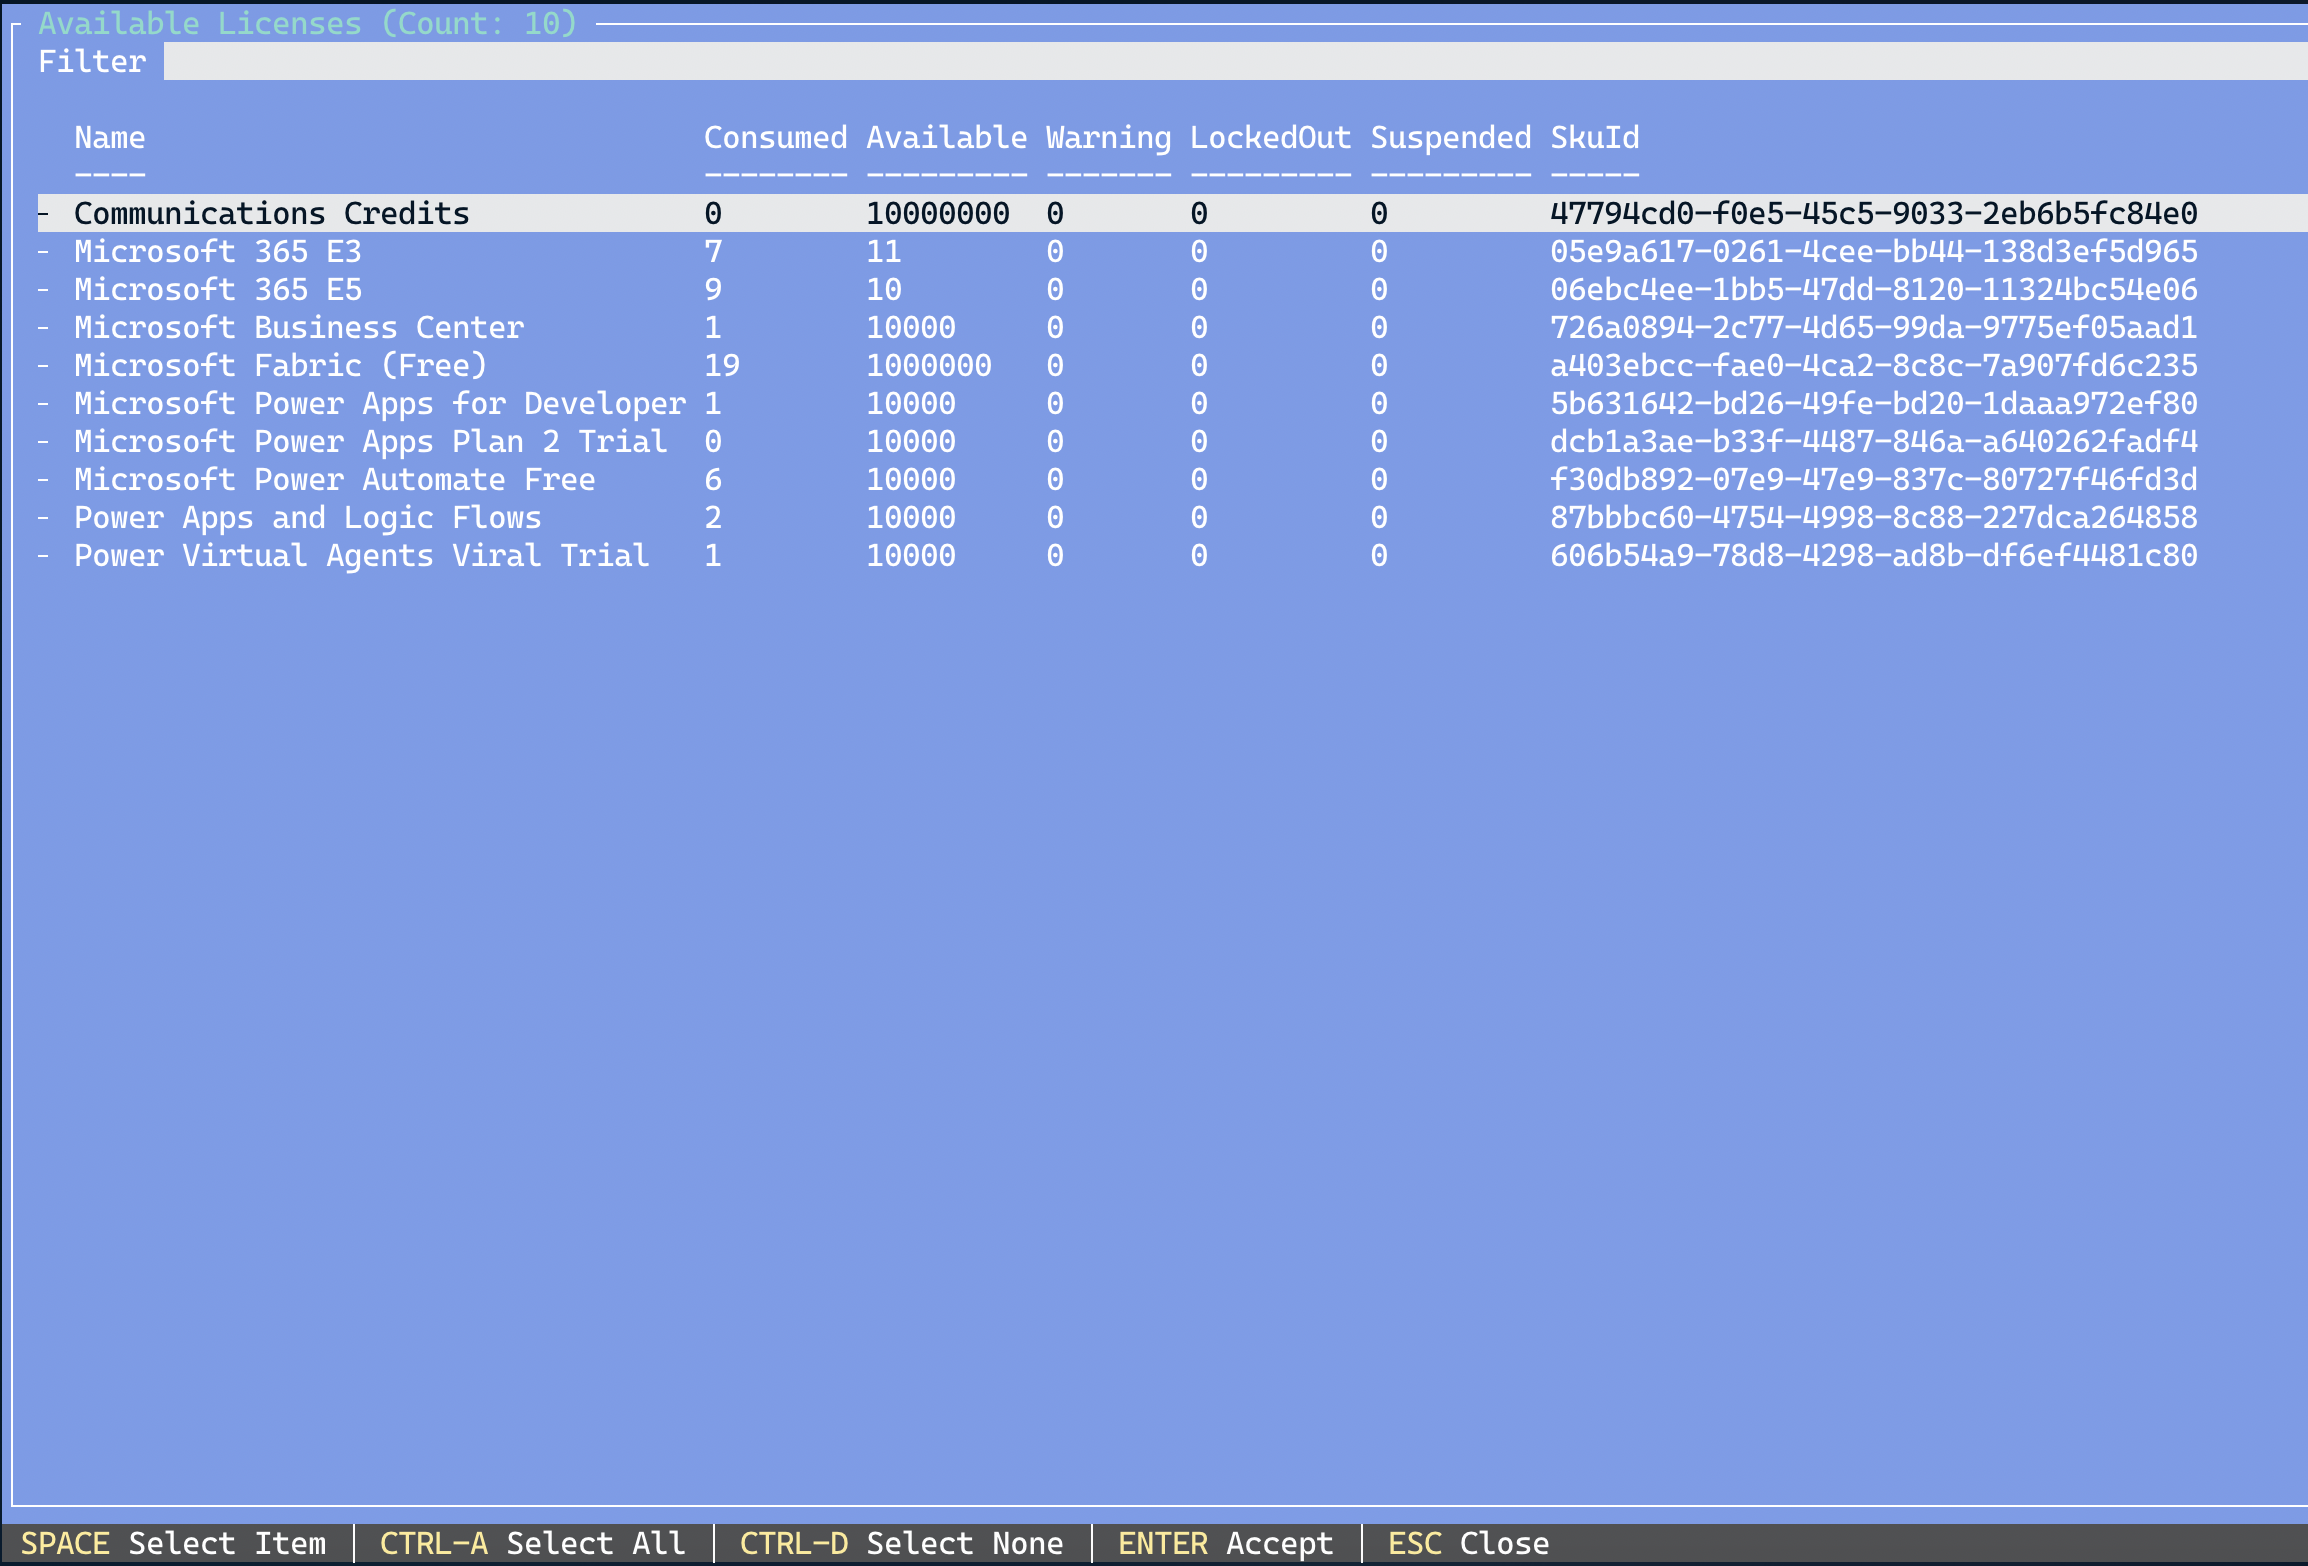 Available Licenses (Count: 10)
Filter
Name Consumed Available Warning LockedOut Suspended SkuId
---- -------- --------- ------- --------- --------- -----
- Communications Credits 0 10000000 0 0 0 47794cd0-f0e5-45c5-9033-2eb6b5fc84e0
- Microsoft 365 E3 7 11 0 0 0 05e9a617-0261-4cee-bb44-138d3ef5d965
- Microsoft 365 E5 9 10 0 0 0 06ebc4ee-1bb5-47dd-8120-11324bc54e06
- Microsoft Business Center 1 10000 0 0 0 726a0894-2c77-4d65-99da-9775ef05aad1
- Microsoft Fabric (Free) 19 1000000 0 0 0 a403ebcc-fae0-4ca2-8c8c-7a907fd6c235
- Microsoft Power Apps for Developer 1 10000 0 0 0 5b631642-bd26-49fe-bd20-1daaa972ef80
- Microsoft Power Apps Plan 2 Trial 0 10000 0 0 0 dcb1a3ae-b33f-4487-846a-a640262fadf4
- Microsoft Power Automate Free 6 10000 0 0 0 f30db892-07e9-47e9-837c-80727f46fd3d
- Power Apps and Logic Flows 2 10000 0 0 0 87bbbc60-4754-4998-8c88-227dca264858
- Power Virtual Agents Viral Trial 1 10000 0 0 0 606b54a9-78d8-4298-ad8b-df6ef4481c80
SPACE Select Item │ CTRL-A Select All │ CTRL-D Select None │ ENTER Accept │ ESC Close